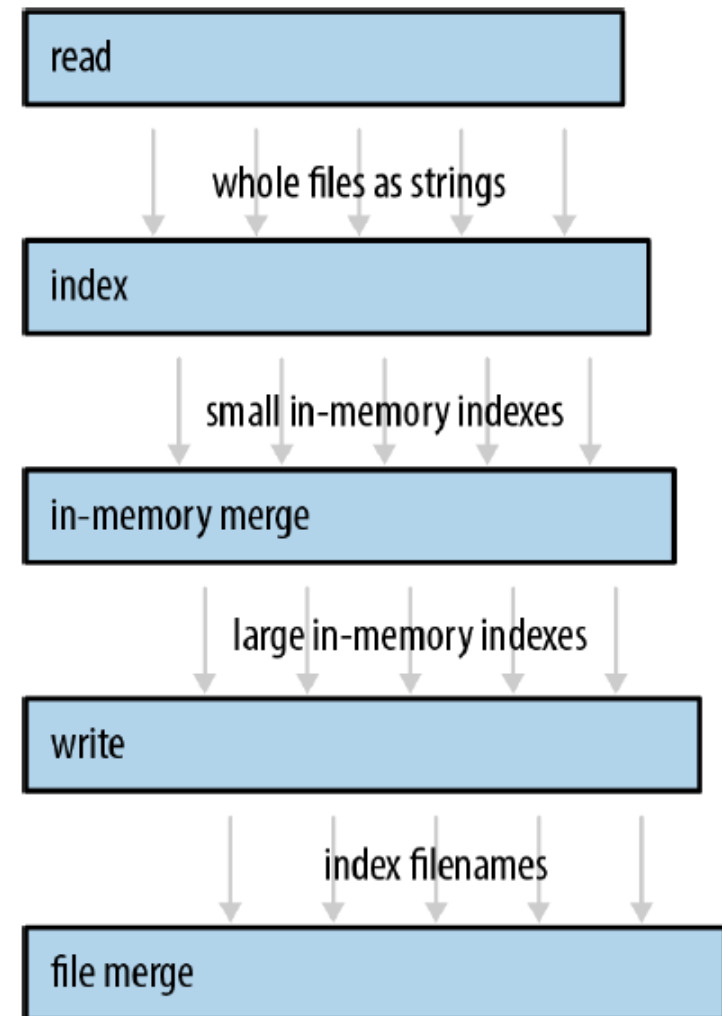 read
whole files as strings
index
small in-memory indexes
in-memory merge
large in-memory indexes
write
index filenames
file merge